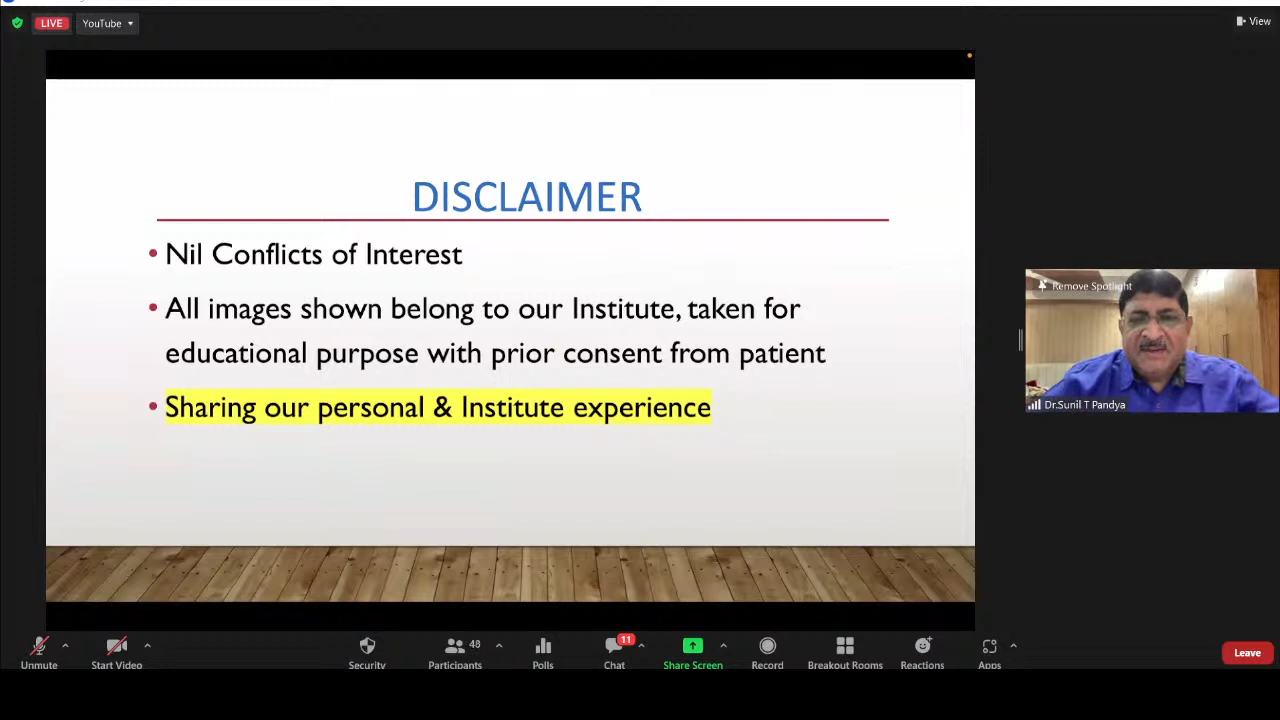 LIVE
YouTube
View
DISCLAIMER
• Nil Conflicts of Interest
• All images shown belong to our Institute, taken for
educational purpose with prior consent from patient
• Sharing our personal & Institute experience
Remove Spotlight
Dr.Sunil T Pandya
48
11
Unmute
Start Video
Security
Participants
Polls
Chat
Share Screen
Record
Breakout Rooms
Reactions
Apps
Leave